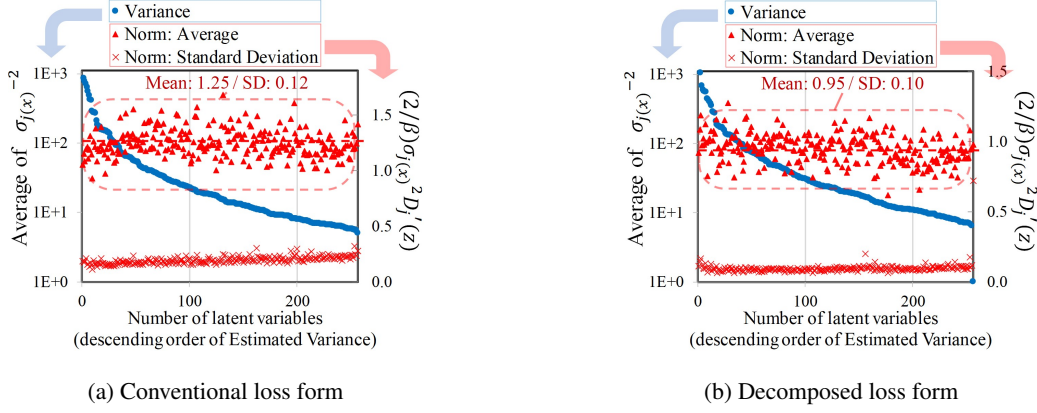 Variance
Norm: Average
Norm: Standard Deviation
Mean: 1.25 / SD: 0.12
Average of σj(x)⁻²
1E+3
1E+2
1E+1
1E+0
1.5
1.0
0.5
0.0
(2/β)σj(x)²Dj′(z)
0
100
200
Number of latent variables
(descending order of Estimated Variance)
(a) Conventional loss form
Variance
Norm: Average
Norm: Standard Deviation
Mean: 0.95 / SD: 0.10
Average of σj(x)⁻²
1E+3
1E+2
1E+1
1E+0
1.5
1.0
0.5
0.0
(2/β)σj(x)²Dj′(z)
0
100
200
Number of latent variables
(descending order of Estimated Variance)
(b) Decomposed loss form